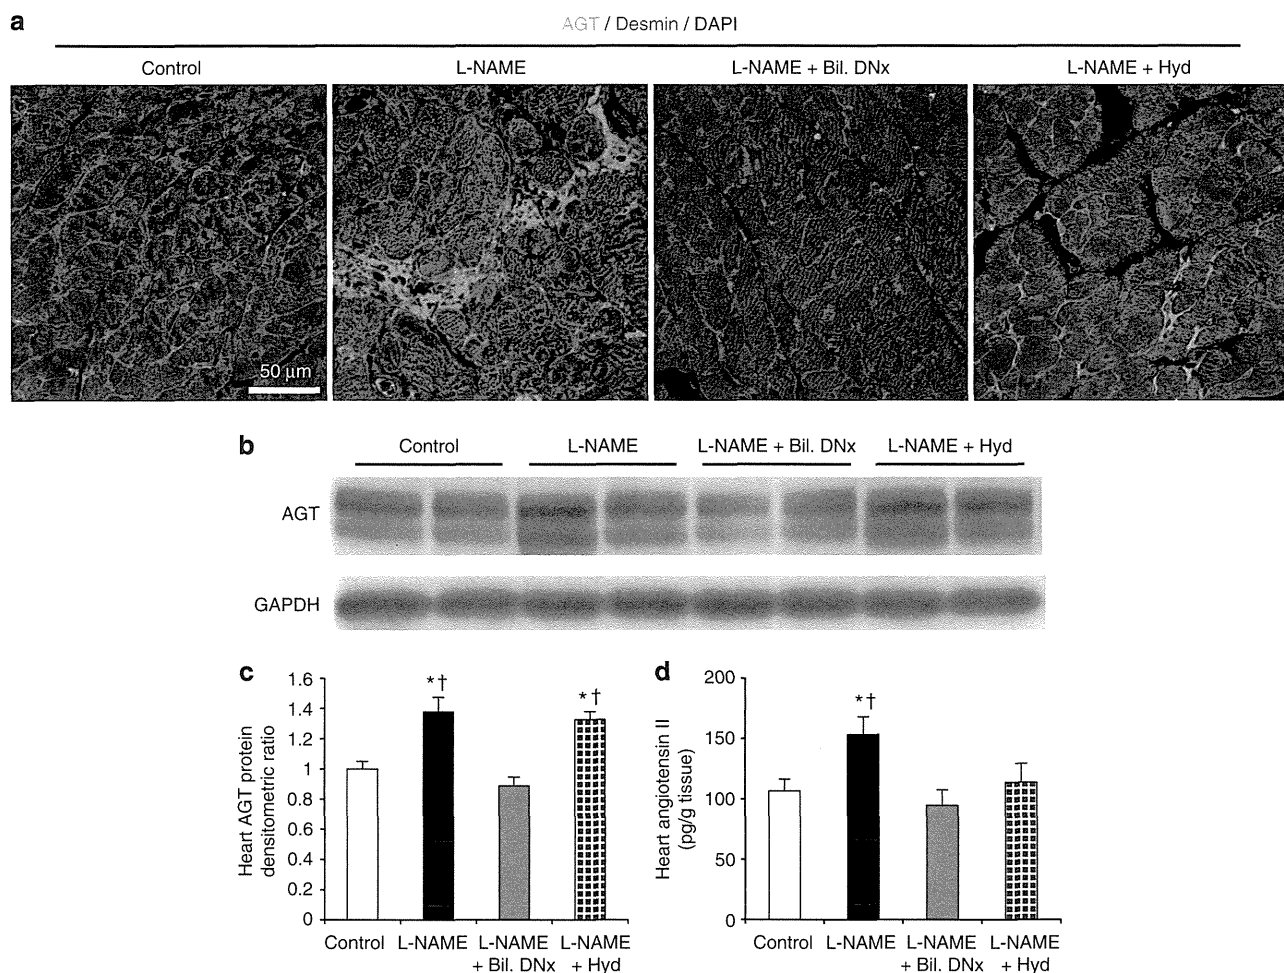 a
AGT / Desmin / DAPI
Control
L-NAME
L-NAME + Bil. DNx
L-NAME + Hyd
50 µm
b
Control
L-NAME
L-NAME + Bil. DNx
L-NAME + Hyd
AGT
GAPDH
c
Heart AGT protein
densitometric ratio
1.6
1.4
1.2
1
0.8
0.6
0.4
0.2
0
*†
*†
Control
L-NAME
L-NAME
+ Bil. DNx
L-NAME
+ Hyd
d
Heart angiotensin II
(pg/g tissue)
200
150
100
50
0
*†
Control
L-NAME
L-NAME
+ Bil. DNx
L-NAME
+ Hyd